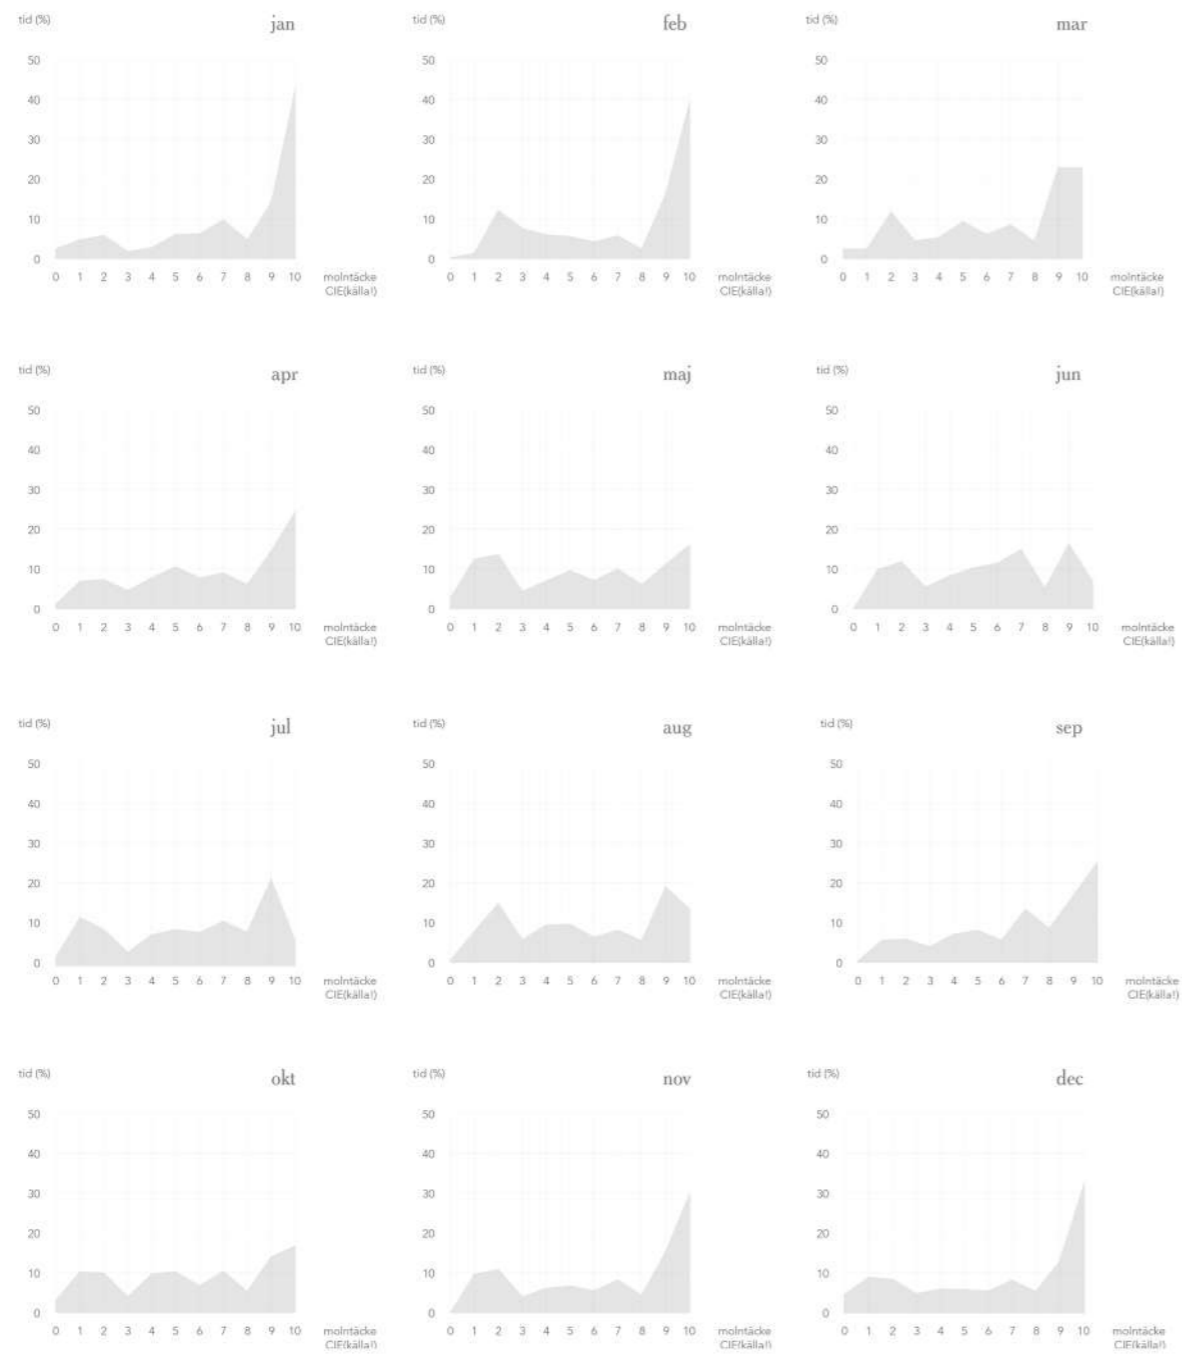 tid (%) jan
50
40
30
20
10
0
0 1 2 3 4 5 6 7 8 9 10 molntäcke
CIE(källa!)
tid (%) feb
50
40
30
20
10
0
0 1 2 3 4 5 6 7 8 9 10 molntäcke
CIE(källa!)
tid (%) mar
50
40
30
20
10
0
0 1 2 3 4 5 6 7 8 9 10 molntäcke
CIE(källa!)
tid (%) apr
50
40
30
20
10
0
0 1 2 3 4 5 6 7 8 9 10 molntäcke
CIE(källa!)
tid (%) maj
50
40
30
20
10
0
0 1 2 3 4 5 6 7 8 9 10 molntäcke
CIE(källa!)
tid (%) jun
50
40
30
20
10
0
0 1 2 3 4 5 6 7 8 9 10 molntäcke
CIE(källa!)
tid (%) jul
50
40
30
20
10
0
0 1 2 3 4 5 6 7 8 9 10 molntäcke
CIE(källa!)
tid (%) aug
50
40
30
20
10
0
0 1 2 3 4 5 6 7 8 9 10 molntäcke
CIE(källa!)
tid (%) sep
50
40
30
20
10
0
0 1 2 3 4 5 6 7 8 9 10 molntäcke
CIE(källa!)
tid (%) okt
50
40
30
20
10
0
0 1 2 3 4 5 6 7 8 9 10 molntäcke
CIE(källa!)
tid (%) nov
50
40
30
20
10
0
0 1 2 3 4 5 6 7 8 9 10 molntäcke
CIE(källa!)
tid (%) dec
50
40
30
20
10
0
0 1 2 3 4 5 6 7 8 9 10 molntäcke
CIE(källa!)